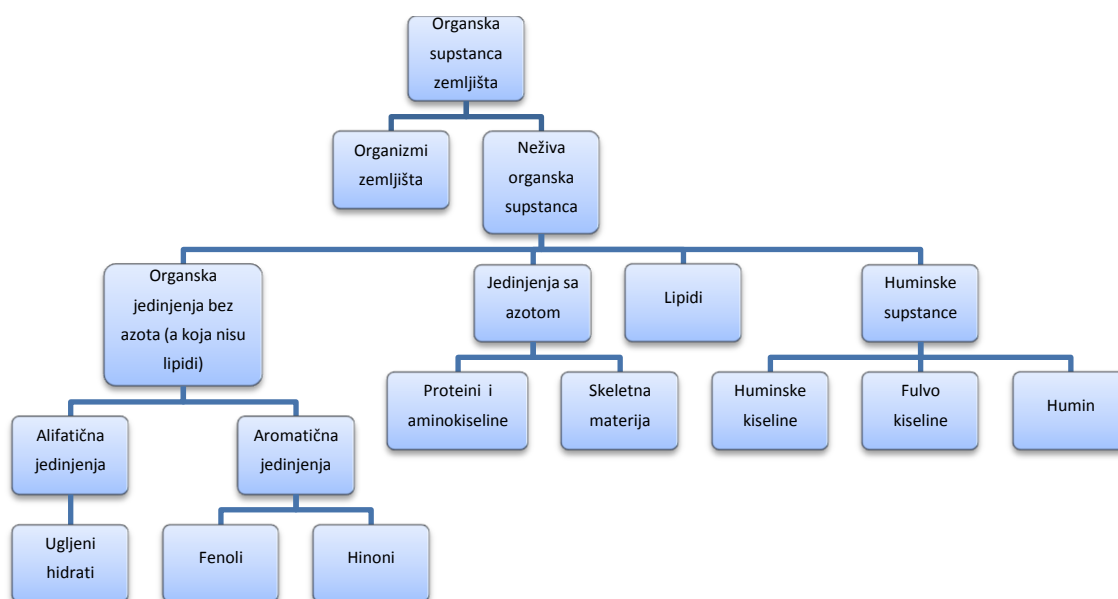 Organska
supstanca
zemljišta
Organizmi
zemljišta
Neživa
organska
supstanca
Organska
jedinjenja bez
azota (a koja nisu
lipidi)
Jedinjenja sa
azotom
Lipidi
Huminske
supstance
Proteini i
aminokiseline
Skeletna
materija
Huminske
kiseline
Fulvo
kiseline
Humin
Alifatična
jedinjenja
Aromatična
jedinjenja
Ugljeni
hidrati
Fenoli
Hinoni